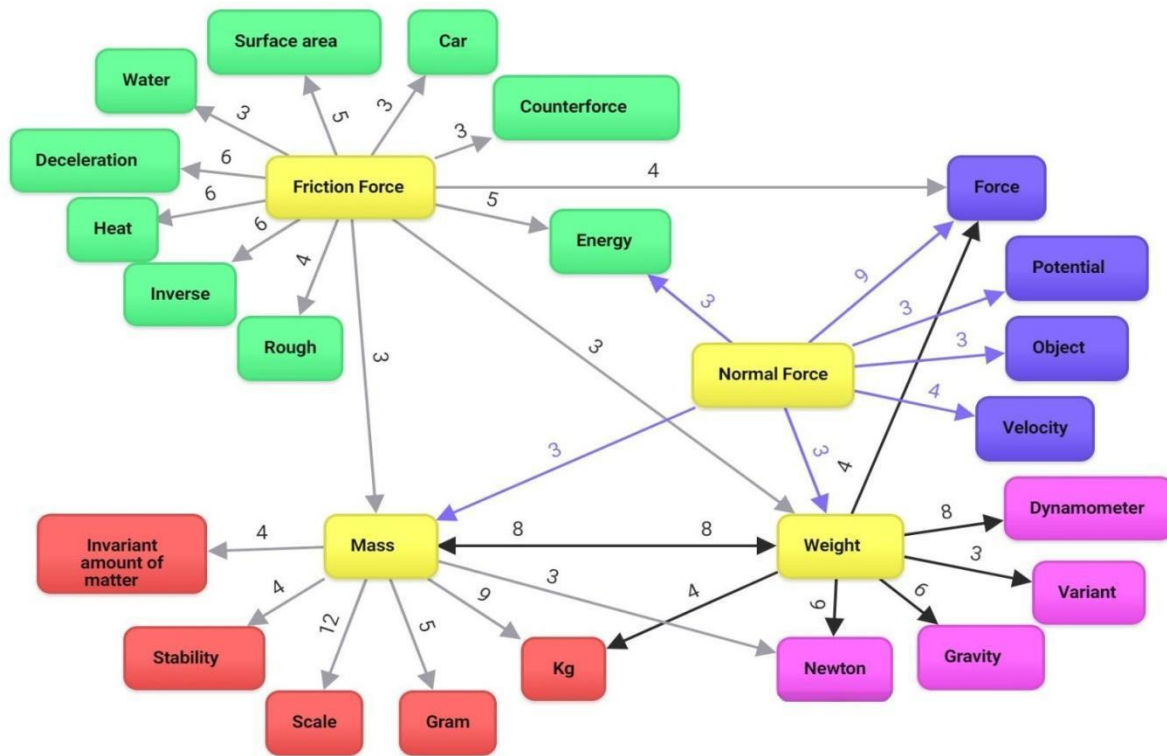 Surface area
Car
Water
3
5
3
Counterforce
3
Deceleration
6
Friction Force
4
Force
6
5
Heat
6
Energy
4
Potential
Inverse
9
3
3
Rough
3
3
3
Object
Normal Force
4
Velocity
3
3
4
8
Dynamometer
Invariant
amount of
matter
4
Mass
8
8
Weight
3
Variant
3
4
4
12
5
6
Stability
Kg
Newton
Gravity
Scale
Gram